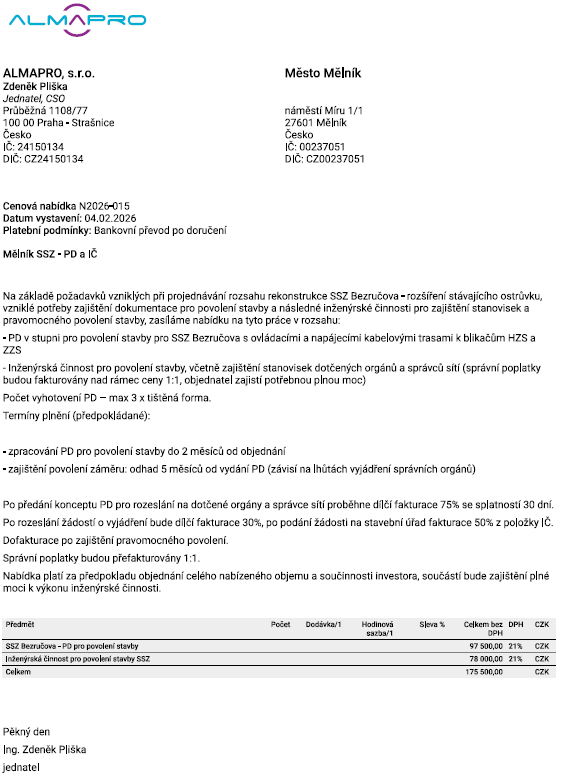 ALMAPRO
ALMAPRO, s.r.o.
Zdeněk Pliška
Jednatel, CSO
Průběžná 1108/77
100 00 Praha - Strašnice
Česko
IČ: 24150134
DIČ: CZ24150134
Město Mělník
náměstí Míru 1/1
27601 Mělník
Česko
IČ: 00237051
DIČ: CZ00237051
Cenová nabídka N2026-015
Datum vystavení: 04.02.2026
Platební podmínky: Bankovní převod po doručení
Mělník SSZ - PD a IČ
Na základě požadavků vzniklých při projednávání rozsahu rekonstrukce SSZ Bezručova - rozšíření stávajícího ostrůvku,
vzniklé potřeby zajištění dokumentace pro povolení stavby a následné inženýrské činnosti pro zajištění stanovisek a
pravomocného povolení stavby, zasíláme nabídku na tyto práce v rozsahu:
- PD v stupni pro povolení stavby pro SSZ Bezručova s ovládacími a napájecími kabelovými trasami k blikačům HZS a
ZZS
- Inženýrská činnost pro povolení stavby, včetně zajištění stanovisek dotčených orgánů a správců sítí (správní poplatky
budou fakturovány nad rámec ceny 1:1, objednatel zajistí potřebnou plnou moc)
Počet vyhotovení PD – max 3 x tištěná forma.
Termíny plnění (předpokládané):
- zpracování PD pro povolení stavby do 2 měsíců od objednání
- zajištění povolení záměru: odhad 5 měsíců od vydání PD (závisí na lhůtách vyjádření správních orgánů)
Po předání konceptu PD pro rozeslání na dotčené orgány a správce sítí proběhne dílčí fakturace 75% se splatností 30 dní.
Po rozeslání žádostí o vyjádření bude dílčí fakturace 30%, po podání žádosti na stavební úřad fakturace 50% z položky IČ.
Dofakturace po zajištění pravomocného povolení.
Správní poplatky budou přefakturovány 1:1.
Nabídka platí za předpokladu objednání celého nabízeného objemu a součinnosti investora, součástí bude zajištění plné
moci k výkonu inženýrské činnosti.
Předmět Počet Dodávka/1 Hodinová sazba/1 Sleva % Celkem bez DPH DPH CZK
SSZ Bezručova - PD pro povolení stavby 97 500,00 21% CZK
Inženýrská činnost pro povolení stavby SSZ 78 000,00 21% CZK
Celkem 175 500,00 CZK
Pěkný den
Ing. Zdeněk Pliška
jednatel